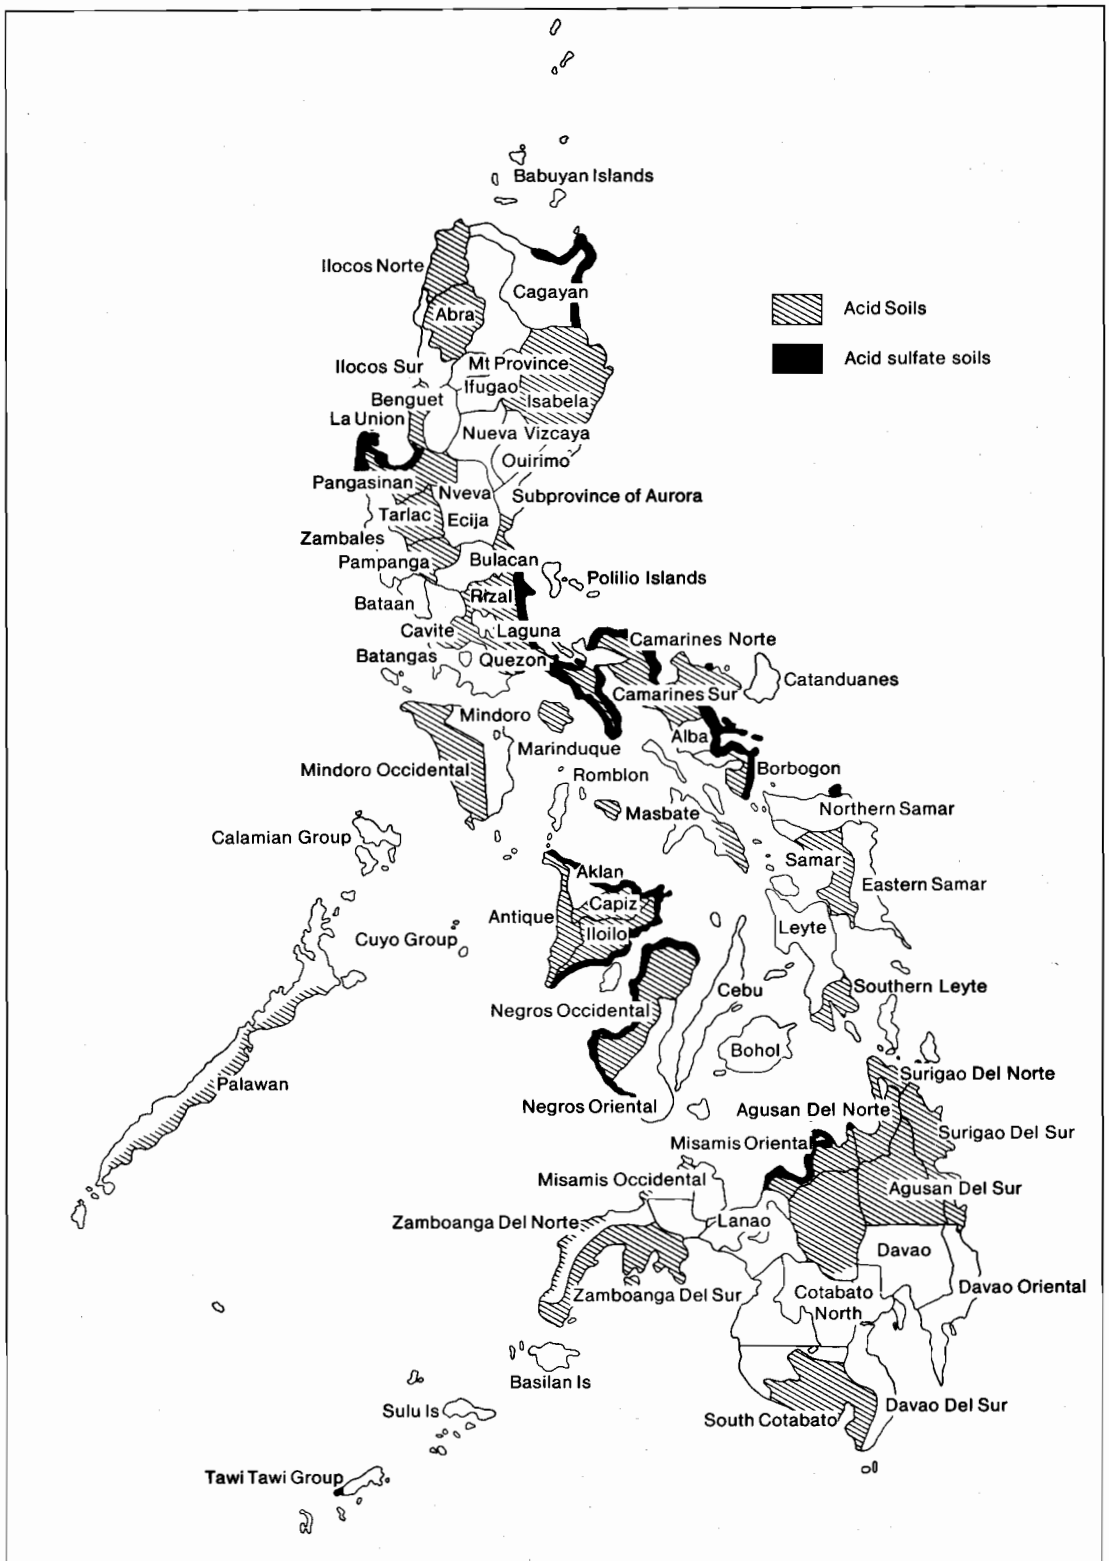 Babuyan Islands
Ilocos Norte
Cagayan
Abra
Acid Soils
Acid sulfate soils
Ilocos Sur
Mt Province
Ifugao
Benguet
Isabela
La Union
Nueva Vizcaya
Ouirimo
Pangasinan
Nveva
Ecija
Subprovince of Aurora
Tarlac
Zambales
Pampanga
Bulacan
Polilio Islands
Rizal
Bataan
Cavite
Laguna
Camarines Norte
Batangas
Quezon
Catanduanes
Camarines Sur
Mindoro
Alba
Marinduque
Mindoro Occidental
Borbogon
Romblon
Masbate
Northern Samar
Calamian Group
Samar
Aklan
Eastern Samar
Capiz
Antique
Leyte
Iloilo
Cuyo Group
Cebu
Southern Leyte
Negros Occidental
Bohol
Palawan
Surigao Del Norte
Negros Oriental
Agusan Del Norte
Surigao Del Sur
Misamis Oriental
Misamis Occidental
Agusan Del Sur
Zamboanga Del Norte
Lanao
Davao
Zamboanga Del Sur
Cotabato
North
Davao Oriental
Basilan Is
Sulu Is
Davao Del Sur
South Cotabato
Tawi Tawi Group